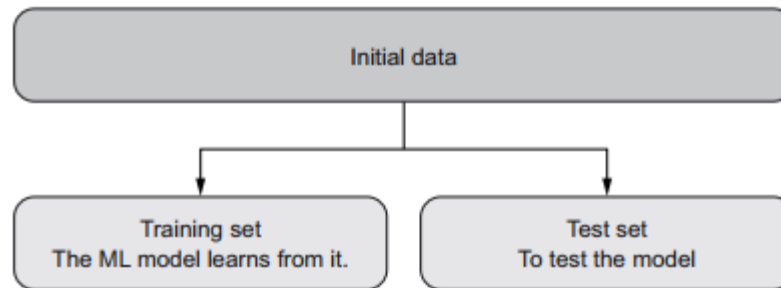 Initial data
Training set
The ML model learns from it.
Test set
To test the model